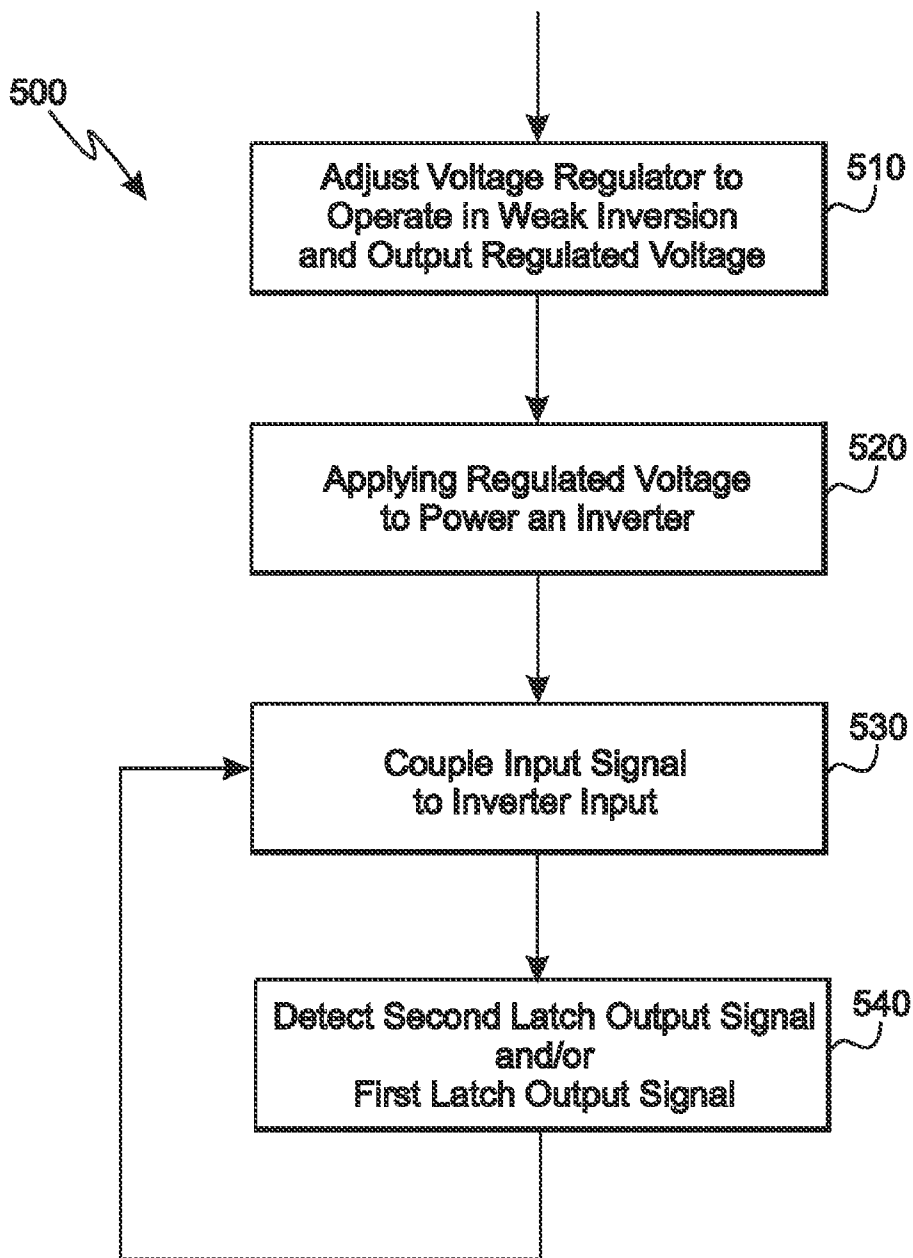 500
Adjust Voltage Regulator to
Operate in Weak Inversion
and Output Regulated Voltage
510
Applying Regulated Voltage
to Power an Inverter
520
Couple Input Signal
to Inverter Input
530
Detect Second Latch Output Signal
and/or
First Latch Output Signal
540